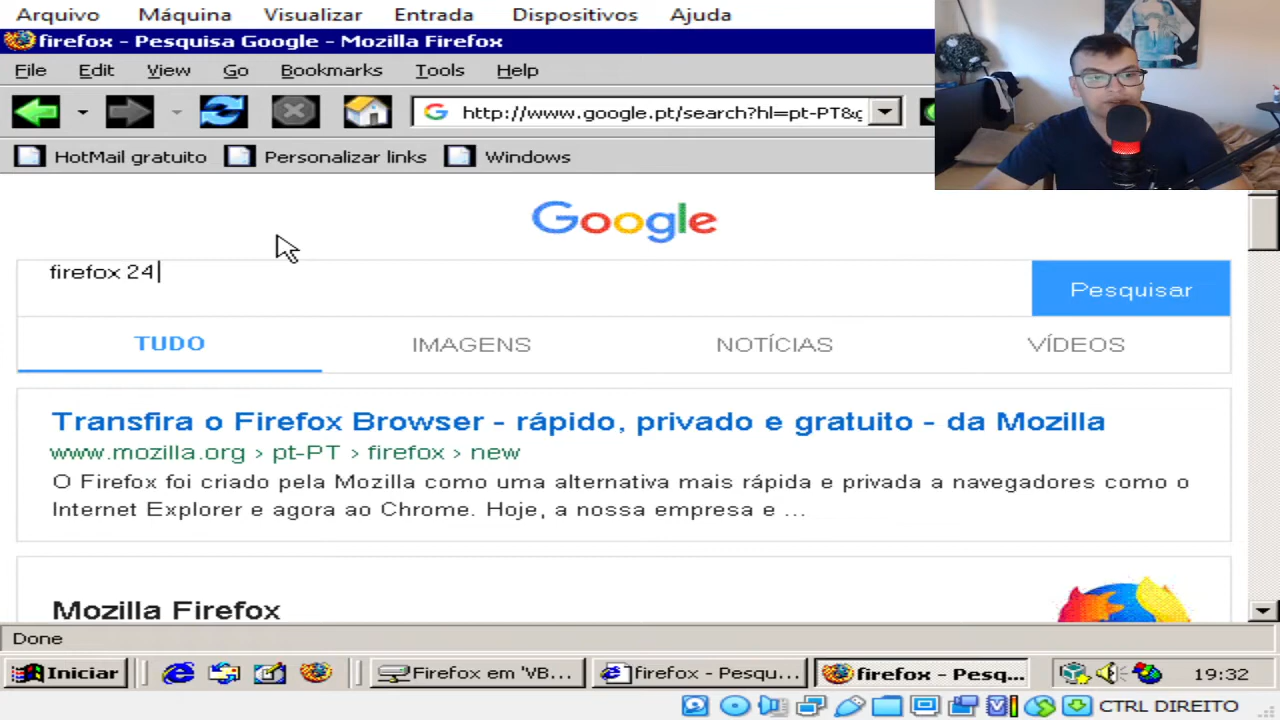 Arquivo Máquina Visualizar Entrada Dispositivos Ajuda
firefox - Pesquisa Google - Mozilla Firefox
File Edit View Go Bookmarks Tools Help
http://www.google.pt/search?hl=pt-PT&g
HotMail gratuito Personalizar links Windows
Google
firefox 24
Pesquisar
TUDO IMAGENS NOTÍCIAS VÍDEOS
Transfira o Firefox Browser - rápido, privado e gratuito - da Mozilla
www.mozilla.org › pt-PT › firefox › new
O Firefox foi criado pela Mozilla como uma alternativa mais rápida e privada a navegadores como o
Internet Explorer e agora ao Chrome. Hoje, a nossa empresa e ...
Mozilla Firefox
Done
Iniciar Firefox em 'VB... firefox - Pesqu... firefox - Pesq... 19:32
CTRL DIREITO